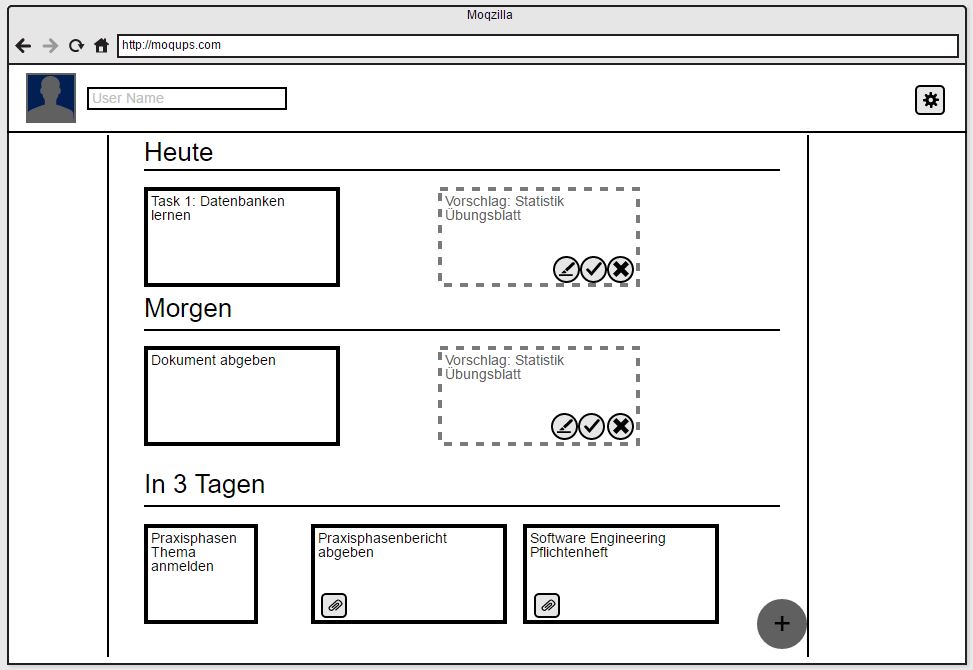 Moqzilla
http://moqups.com
User Name
Heute
Task 1: Datenbanken
lernen
Vorschlag: Statistik
Übungsblatt
Morgen
Dokument abgeben
Vorschlag: Statistik
Übungsblatt
In 3 Tagen
Praxisphasen
Thema
anmelden
Praxisphasenbericht
abgeben
Software Engineering
Pflichtenheft
+